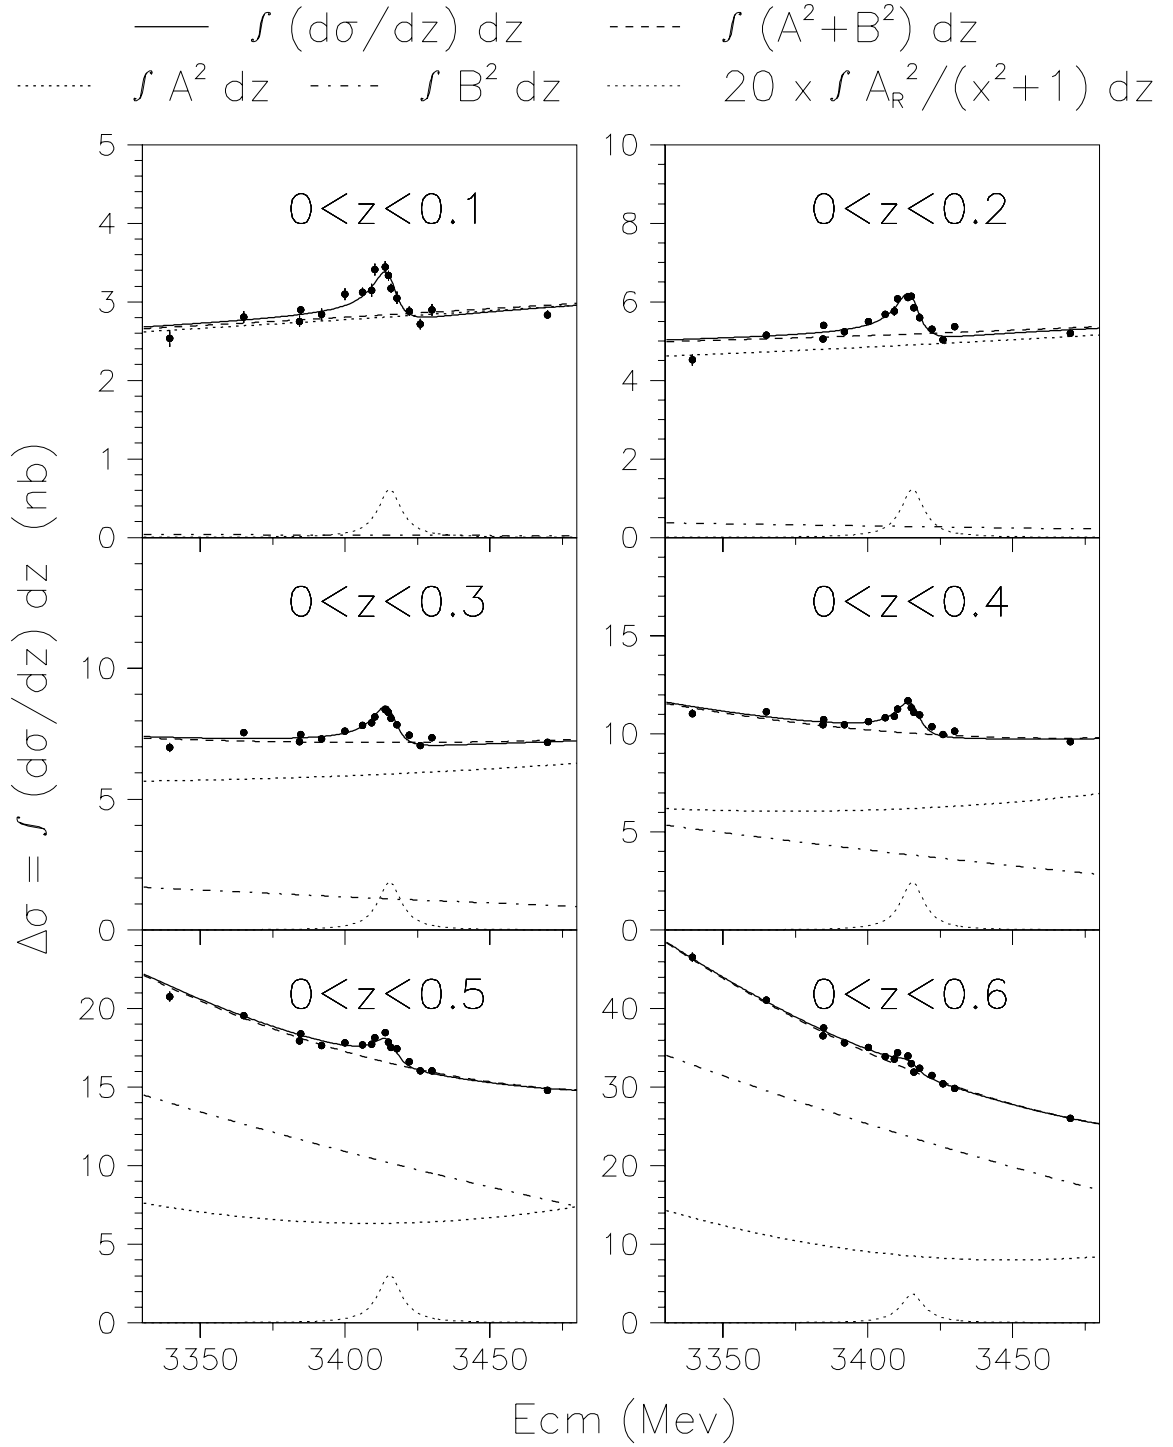 ∫ (dσ/dz) dz ∫ (A²+B²) dz
∫ A² dz ∫ B² dz 20 x ∫ A_R²/(x²+1) dz
Δσ = ∫ (dσ/dz) dz (nb)
5
4
3
2
1
0
0<z<0.1
10
8
6
4
2
0
0<z<0.2
10
5
0
0<z<0.3
15
10
5
0
0<z<0.4
20
15
10
5
0
0<z<0.5
40
30
20
10
0
0<z<0.6
3350 3400 3450 3350 3400 3450
Ecm (Mev)